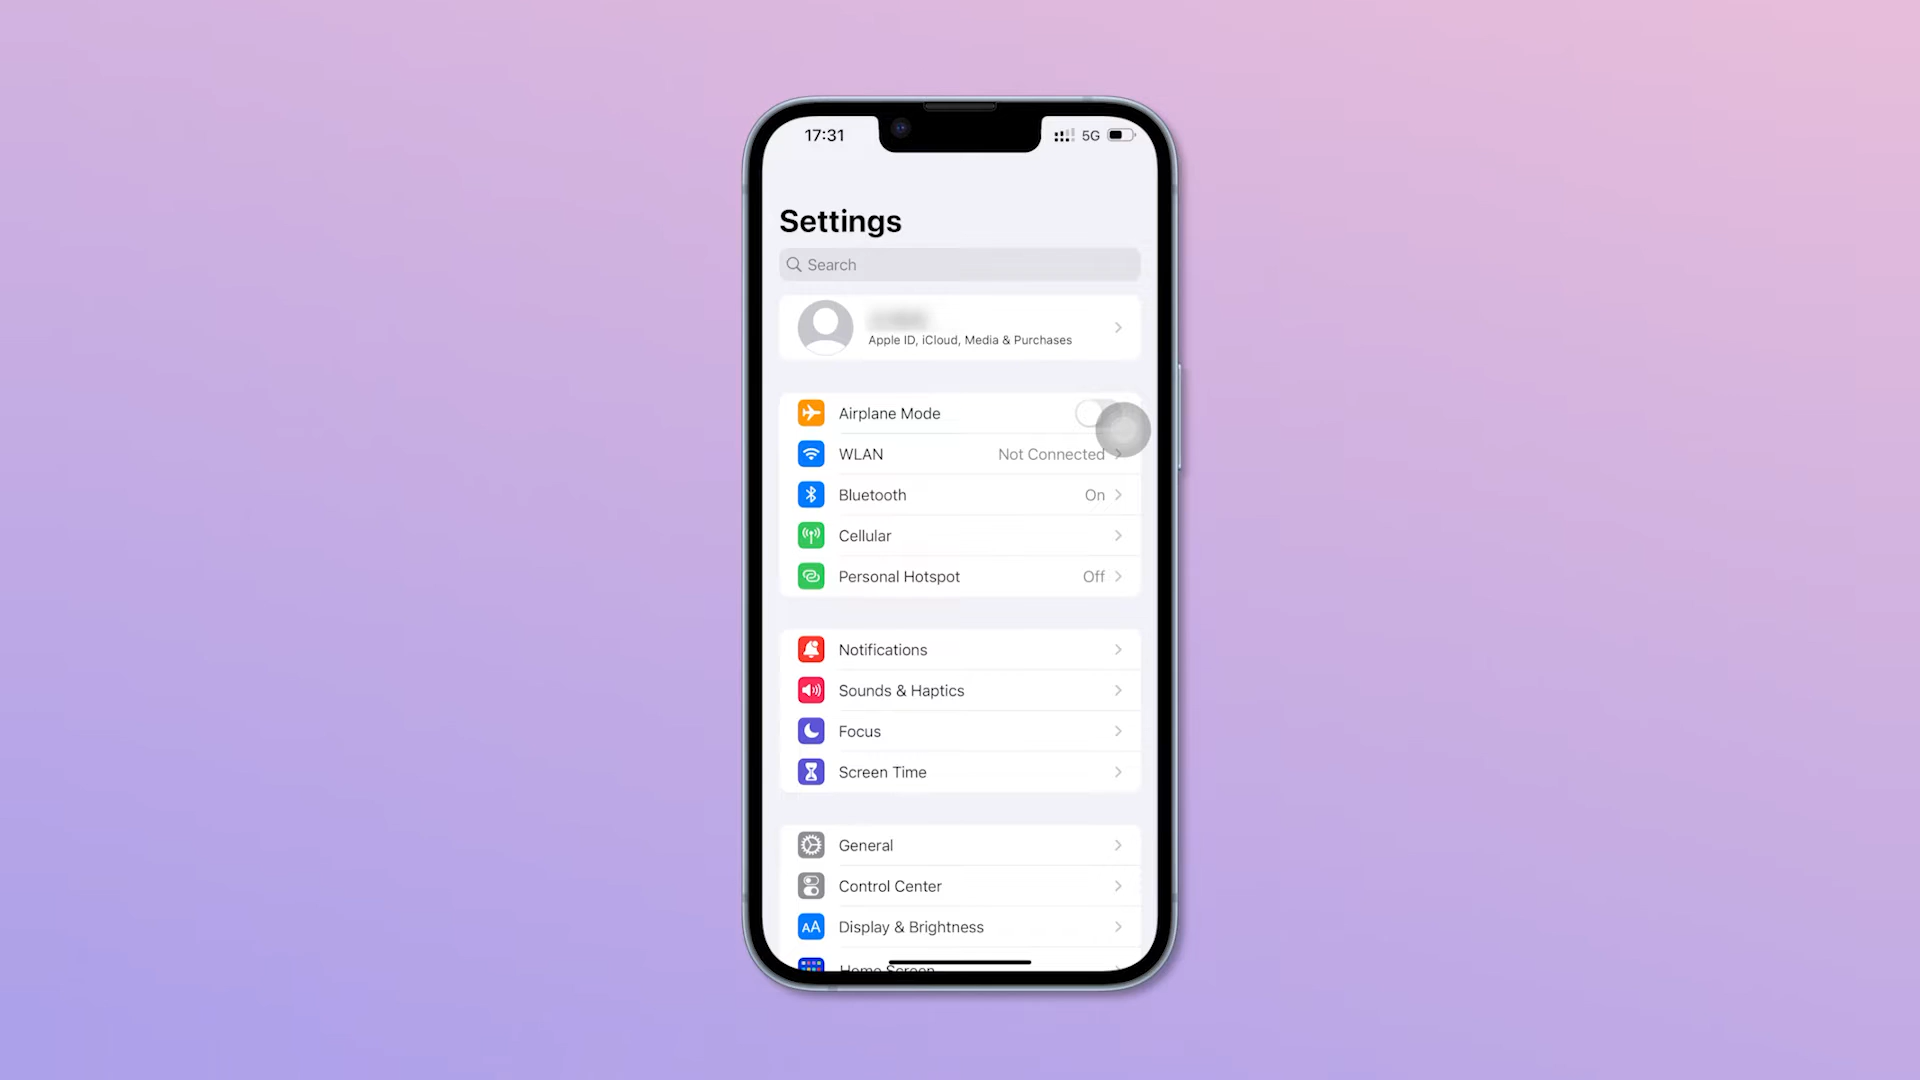 17:31 5G
Settings
Search
Apple ID, iCloud, Media & Purchases
Airplane Mode
WLAN Not Connected
Bluetooth On
Cellular
Personal Hotspot Off
Notifications
Sounds & Haptics
Focus
Screen Time
General
Control Center
AA Display & Brightness
Home Screen